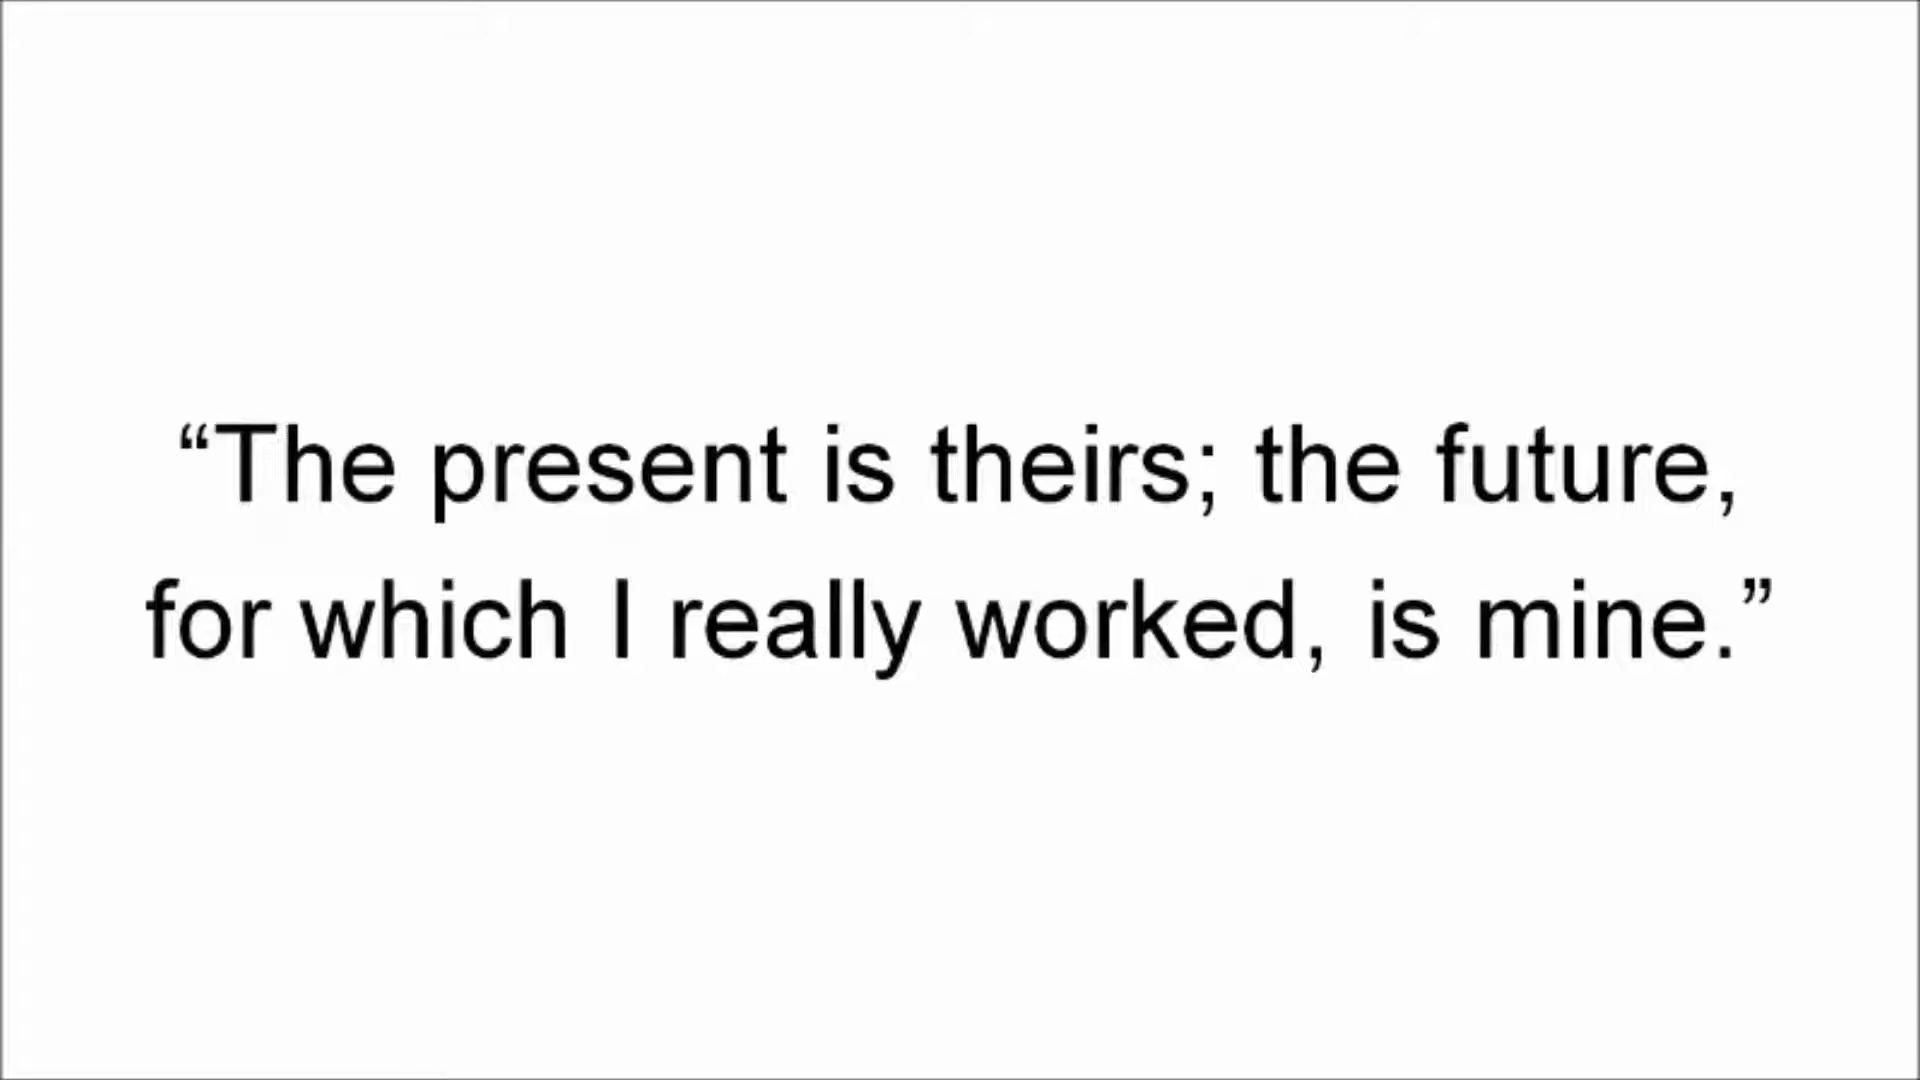 “The present is theirs; the future,
for which I really worked, is mine.”